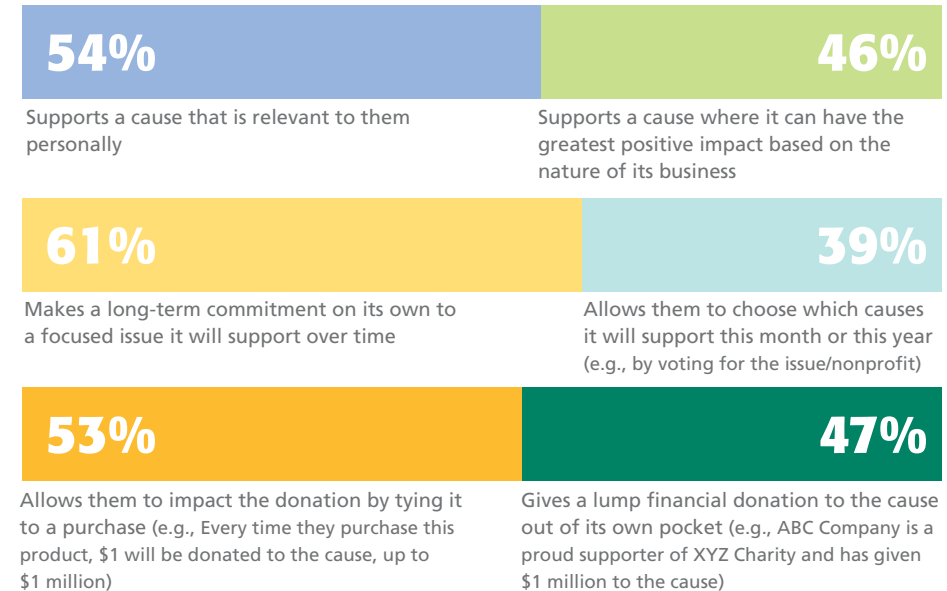 54%
46%
Supports a cause that is relevant to them
personally
Supports a cause where it can have the
greatest positive impact based on the
nature of its business
61%
39%
Makes a long-term commitment on its own to
a focused issue it will support over time
Allows them to choose which causes
it will support this month or this year
(e.g., by voting for the issue/nonprofit)
53%
47%
Allows them to impact the donation by tying it
to a purchase (e.g., Every time they purchase this
product, $1 will be donated to the cause, up to
$1 million)
Gives a lump financial donation to the cause
out of its own pocket (e.g., ABC Company is a
proud supporter of XYZ Charity and has given
$1 million to the cause)